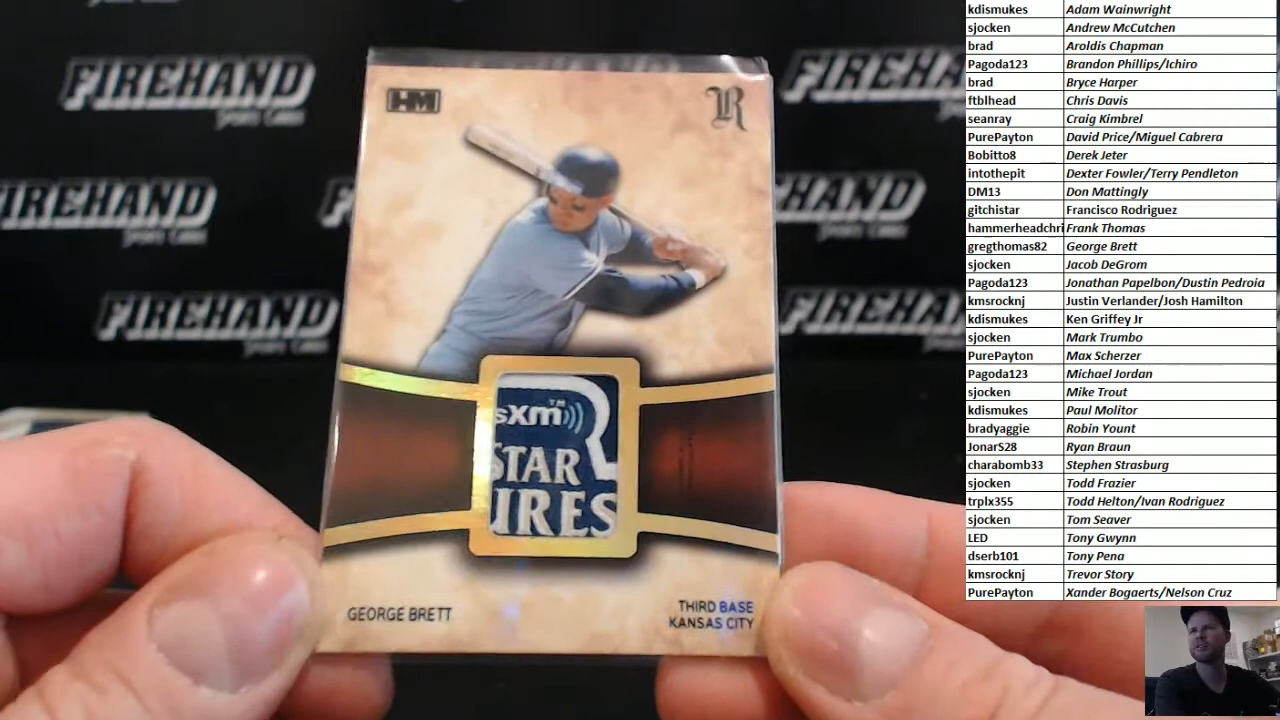 FIREHAND
SPORTS CARDS
FIREHAND
SPORTS CARDS
FIREHAND
HM
R
sxm™
STAR
IRES
GEORGE BRETT
THIRD BASE
KANSAS CITY
kdismukes Adam Wainwright
sjocken Andrew McCutchen
brad Aroldis Chapman
Pagoda123 Brandon Phillips/Ichiro
brad Bryce Harper
ftblhead Chris Davis
seanray Craig Kimbrel
PurePayton David Price/Miguel Cabrera
Bobitto8 Derek Jeter
intothepit Dexter Fowler/Terry Pendleton
DM13 Don Mattingly
gitchistar Francisco Rodriguez
hammerheadchri Frank Thomas
gregthomas82 George Brett
sjocken Jacob DeGrom
Pagoda123 Jonathan Papelbon/Dustin Pedroia
kmsrocknj Justin Verlander/Josh Hamilton
kdismukes Ken Griffey Jr
sjocken Mark Trumbo
PurePayton Max Scherzer
Pagoda123 Michael Jordan
sjocken Mike Trout
kdismukes Paul Molitor
bradyaggie Robin Yount
JonarS28 Ryan Braun
charabomb33 Stephen Strasburg
sjocken Todd Frazier
trplx355 Todd Helton/Ivan Rodriguez
sjocken Tom Seaver
LED Tony Gwynn
dserb101 Tony Pena
kmsrocknj Trevor Story
PurePayton Xander Bogaerts/Nelson Cruz